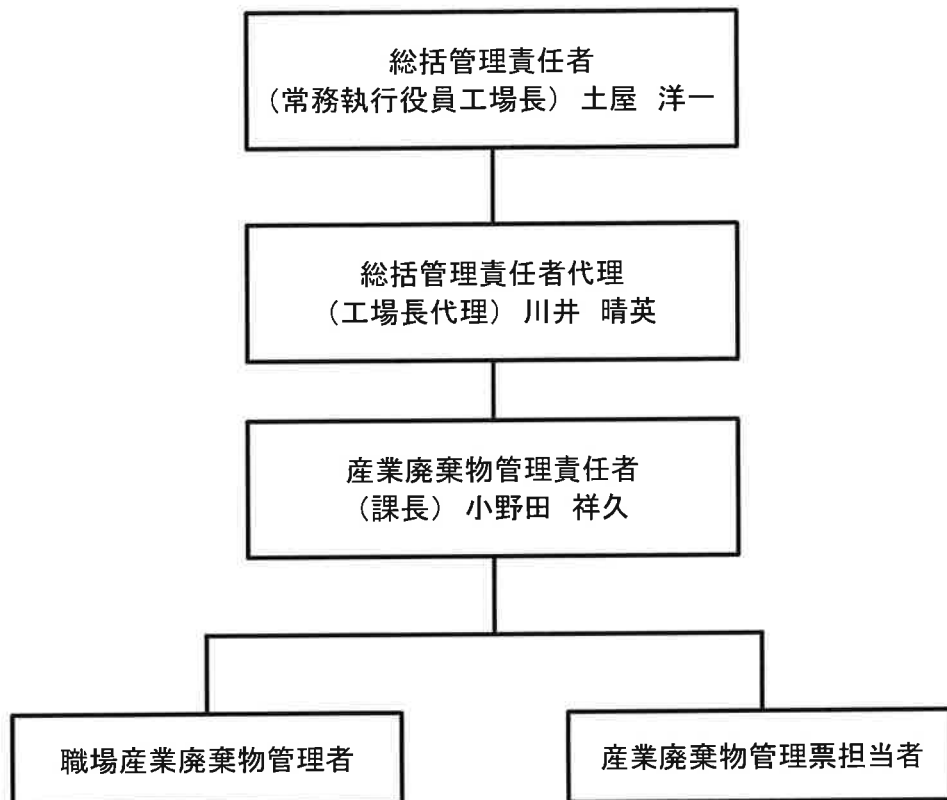 総括管理責任者
（常務執行役員工場長） 土屋　洋一
総括管理責任者代理
（工場長代理） 川井　晴英
産業廃棄物管理責任者
（課長） 小野田　祥久
職場産業廃棄物管理者
産業廃棄物管理票担当者